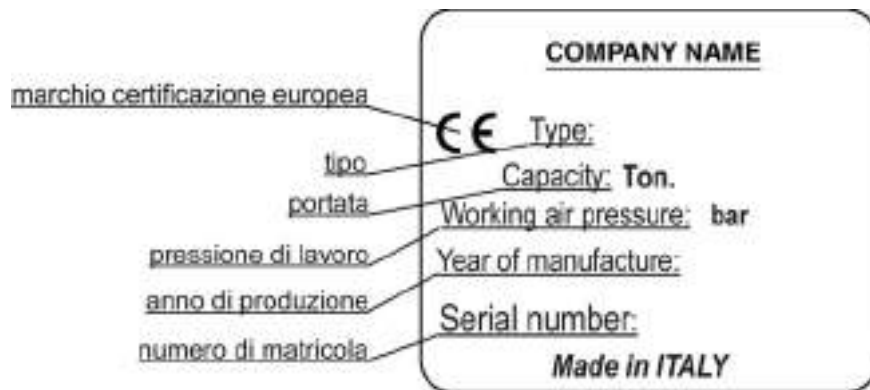 COMPANY NAME
marchio certificazione europea
CE Type:
tipo
Capacity: Ton.
portata
Working air pressure: bar
pressione di lavoro
Year of manufacture:
anno di produzione
Serial number:
numero di matricola
Made in ITALY